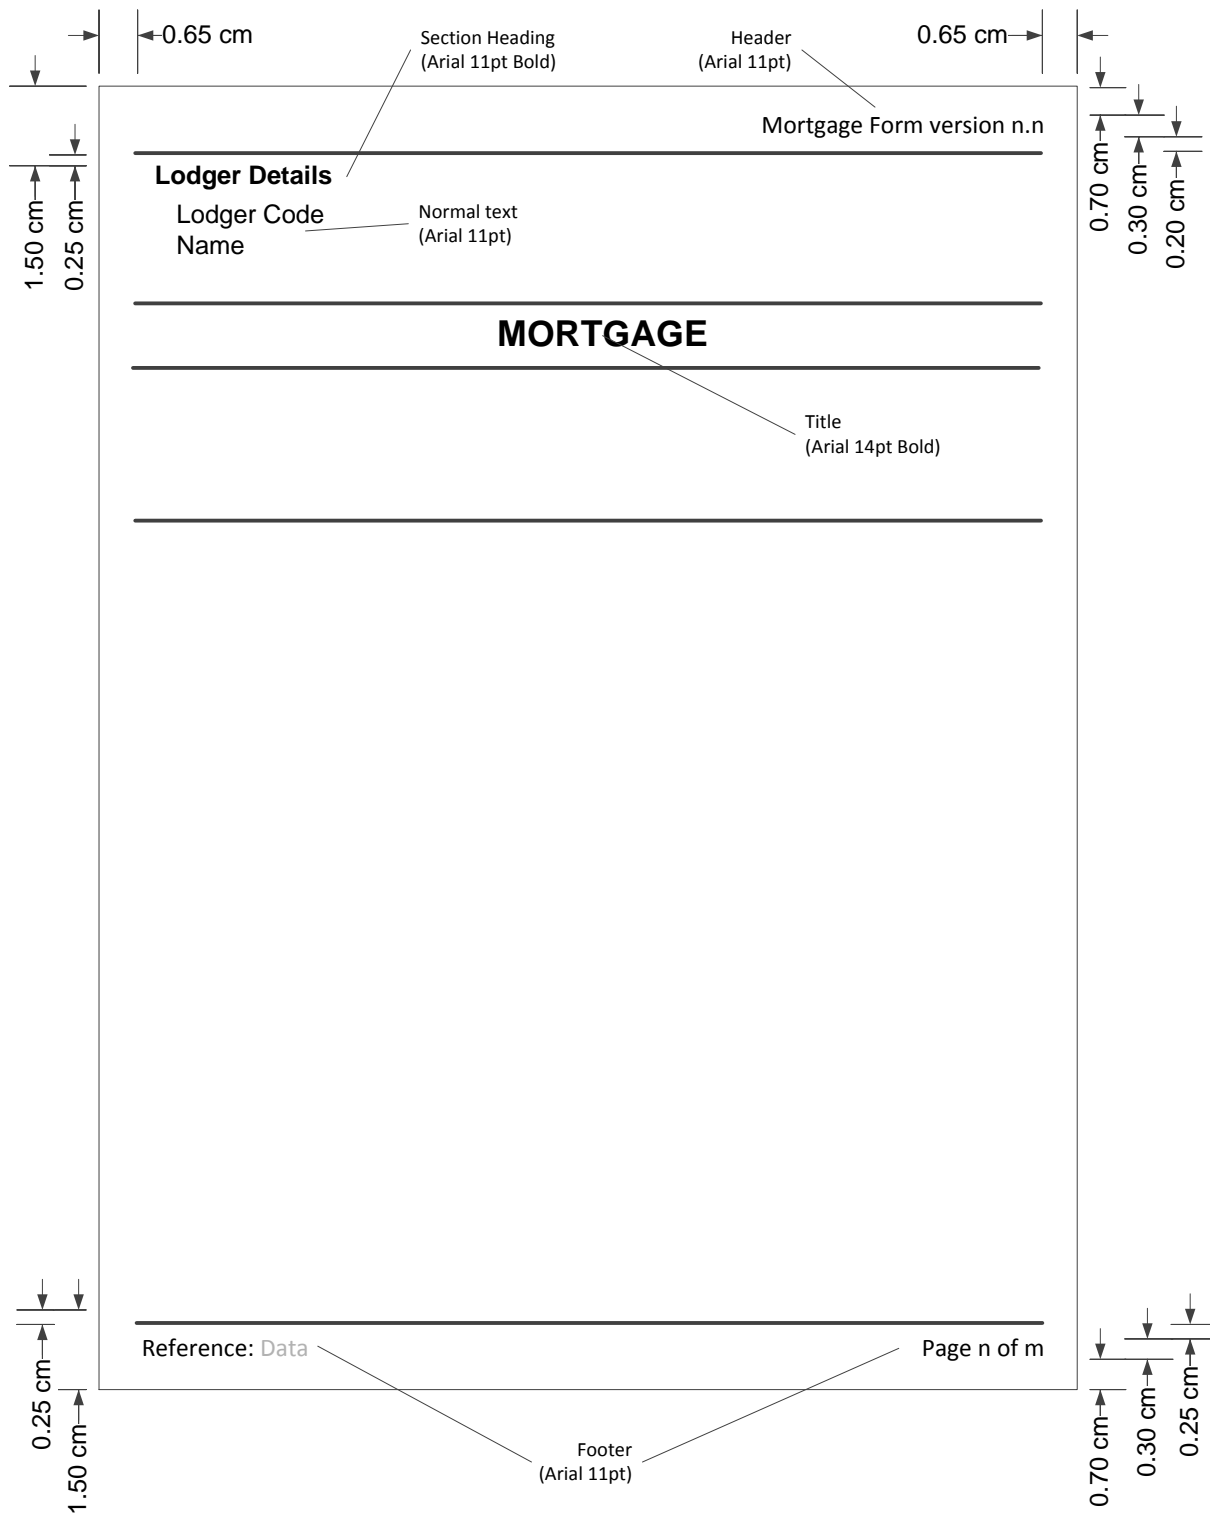 0.65 cm
Section Heading
(Arial 11pt Bold)
Header
(Arial 11pt)
0.65 cm
Mortgage Form version n.n
1.50 cm
0.25 cm
0.70 cm
0.30 cm
0.20 cm
Lodger Details
Lodger Code
Name
Normal text
(Arial 11pt)
MORTGAGE
Title
(Arial 14pt Bold)
Reference: Data
Page n of m
0.25 cm
1.50 cm
0.70 cm
0.30 cm
0.25 cm
Footer
(Arial 11pt)